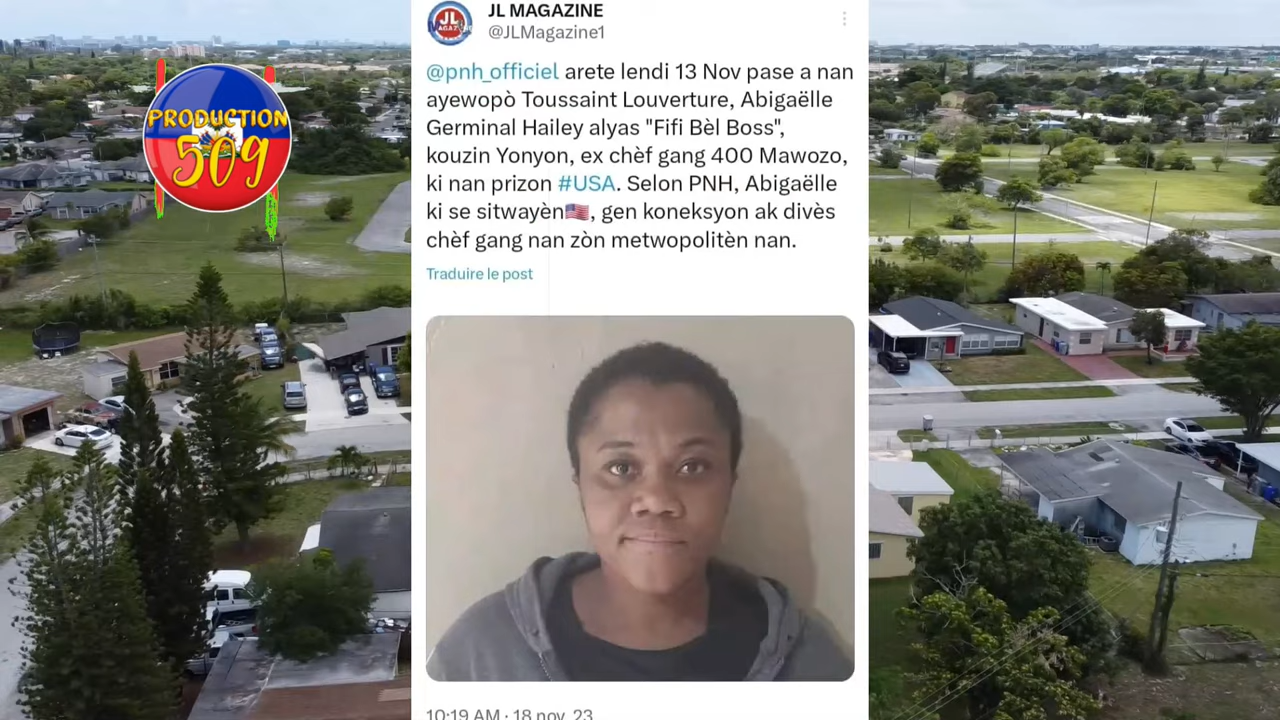 JL MAGAZINE
@JLMagazine1
@pnh_officiel arete lendi 13 Nov pase a nan
ayewopò Toussaint Louverture, Abigaëlle
Germinal Hailey alyas "Fifi Bèl Boss",
kouzin Yonyon, ex chèf gang 400 Mawozo,
ki nan prizon #USA. Selon PNH, Abigaëlle
ki se sitwayèn🇺🇸, gen koneksyon ak divès
chèf gang nan zòn metwopolitèn nan.
Traduire le post
10:19 AM · 18 nov. 23
PRODUCTION
509
JL
MAGAZINE